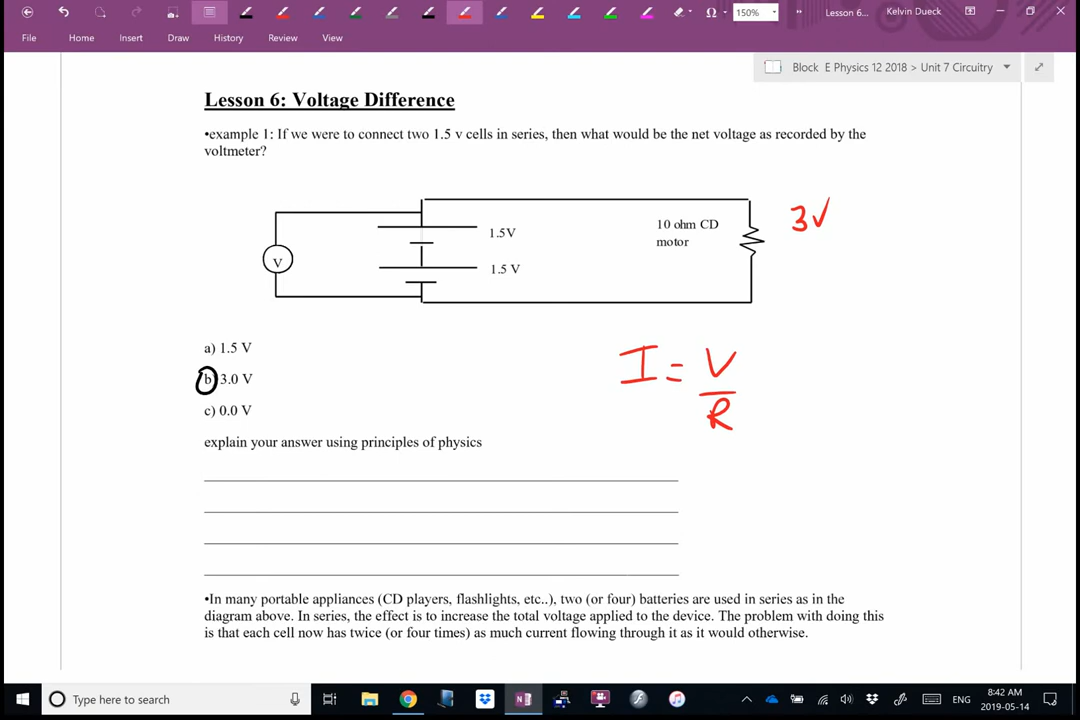 150%
Lesson 6...
Kelvin Dueck
File
Home
Insert
Draw
History
Review
View
Block E Physics 12 2018 > Unit 7 Circuitry
Lesson 6: Voltage Difference
•example 1: If we were to connect two 1.5 v cells in series, then what would be the net voltage as recorded by the
voltmeter?
10 ohm CD
motor
3V
1.5V
V
1.5 V
a) 1.5 V
b) 3.0 V
c) 0.0 V
I = V
R
explain your answer using principles of physics
•In many portable appliances (CD players, flashlights, etc..), two (or four) batteries are used in series as in the
diagram above. In series, the effect is to increase the total voltage applied to the device. The problem with doing this
is that each cell now has twice (or four times) as much current flowing through it as it would otherwise.
Type here to search
ENG
8:42 AM
2019-05-14